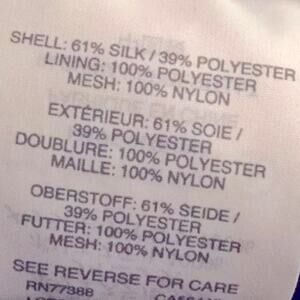 SHELL: 61% SILK / 39% POLYESTER
LINING: 100% POLYESTER
MESH: 100% NYLON
EXTÉRIEUR: 61% SOIE /
39% POLYESTER
DOUBLURE: 100% POLYESTER
MAILLE: 100% NYLON
OBERSTOFF: 61% SEIDE /
39% POLYESTER
FUTTER: 100% POLYESTER
MESH: 100% NYLON
SEE REVERSE FOR CARE
RN77388